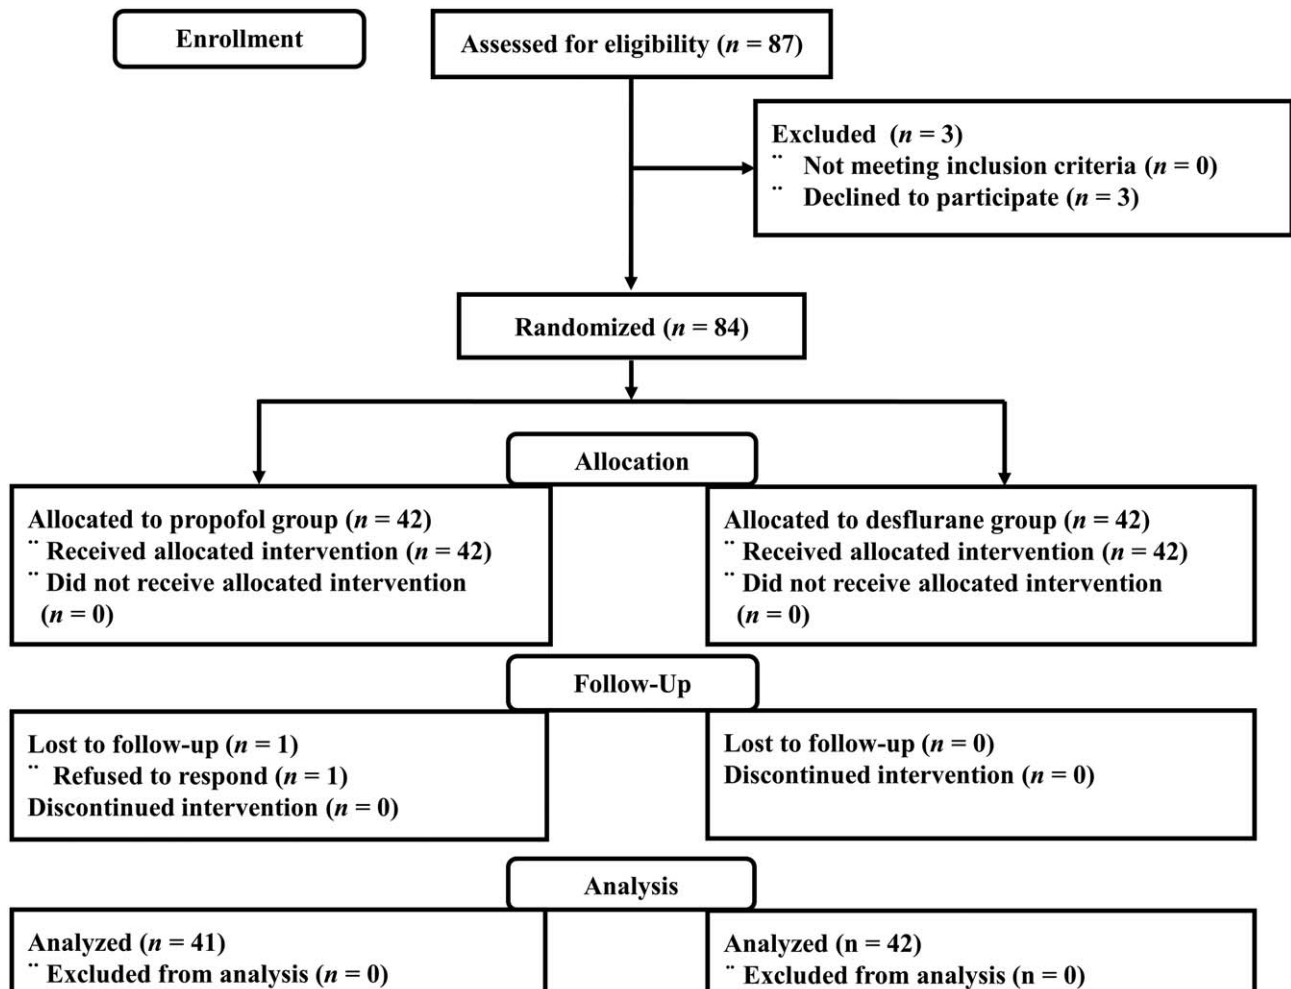 Enrollment
Assessed for eligibility (n = 87)
Excluded (n = 3)
¨ Not meeting inclusion criteria (n = 0)
¨ Declined to participate (n = 3)
Randomized (n = 84)
Allocation
Allocated to propofol group (n = 42)
¨ Received allocated intervention (n = 42)
¨ Did not receive allocated intervention
(n = 0)
Allocated to desflurane group (n = 42)
¨ Received allocated intervention (n = 42)
¨ Did not receive allocated intervention
(n = 0)
Follow-Up
Lost to follow-up (n = 1)
¨ Refused to respond (n = 1)
Discontinued intervention (n = 0)
Lost to follow-up (n = 0)
Discontinued intervention (n = 0)
Analysis
Analyzed (n = 41)
¨ Excluded from analysis (n = 0)
Analyzed (n = 42)
¨ Excluded from analysis (n = 0)